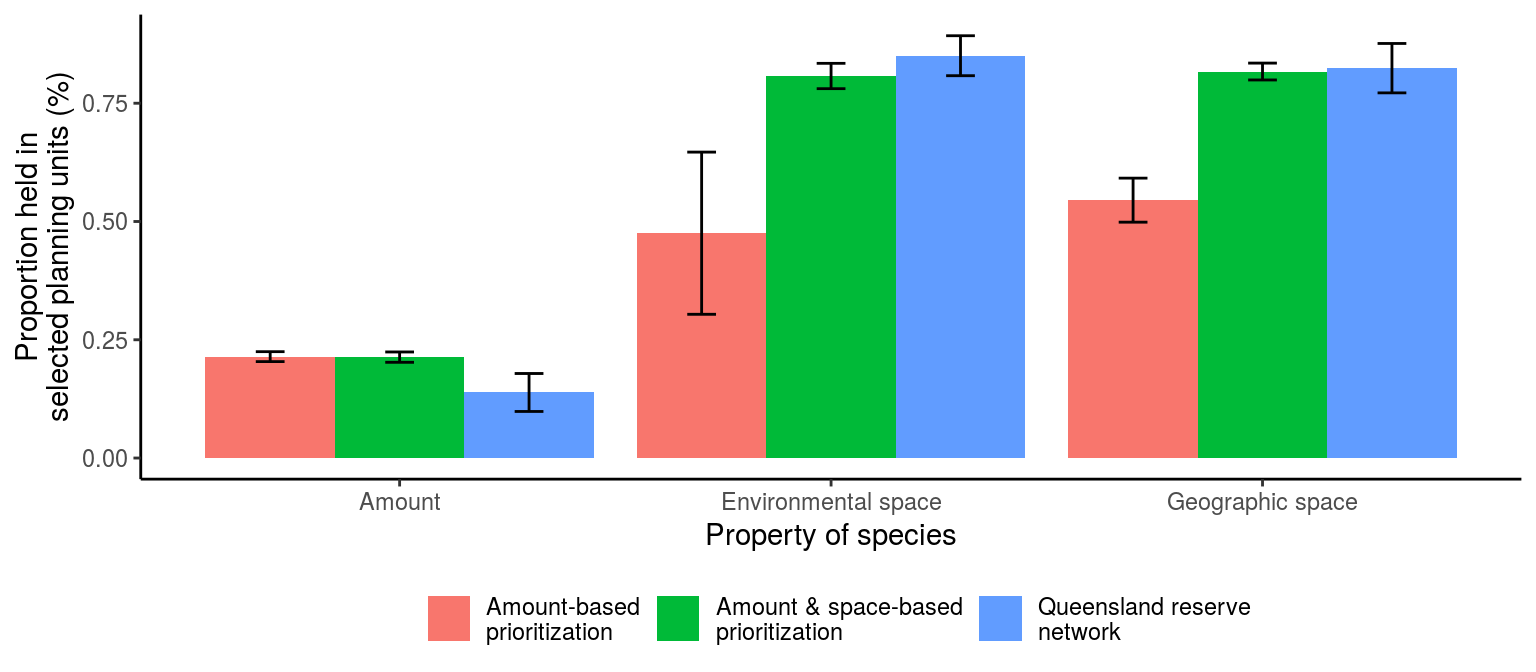 Proportion held in
selected planning units (%)
0.75
0.50
0.25
0.00
Amount
Environmental space
Geographic space
Property of species
Amount-based
prioritization
Amount & space-based
prioritization
Queensland reserve
network